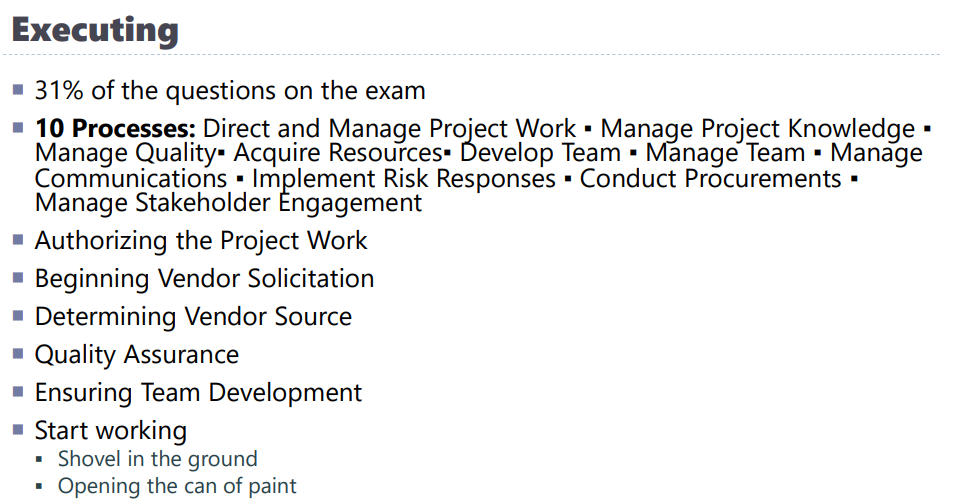 Executing
▪ 31% of the questions on the exam
▪ 10 Processes: Direct and Manage Project Work ▪ Manage Project Knowledge ▪
Manage Quality▪ Acquire Resources▪ Develop Team ▪ Manage Team ▪ Manage
Communications ▪ Implement Risk Responses ▪ Conduct Procurements ▪
Manage Stakeholder Engagement
▪ Authorizing the Project Work
▪ Beginning Vendor Solicitation
▪ Determining Vendor Source
▪ Quality Assurance
▪ Ensuring Team Development
▪ Start working
▪ Shovel in the ground
▪ Opening the can of paint